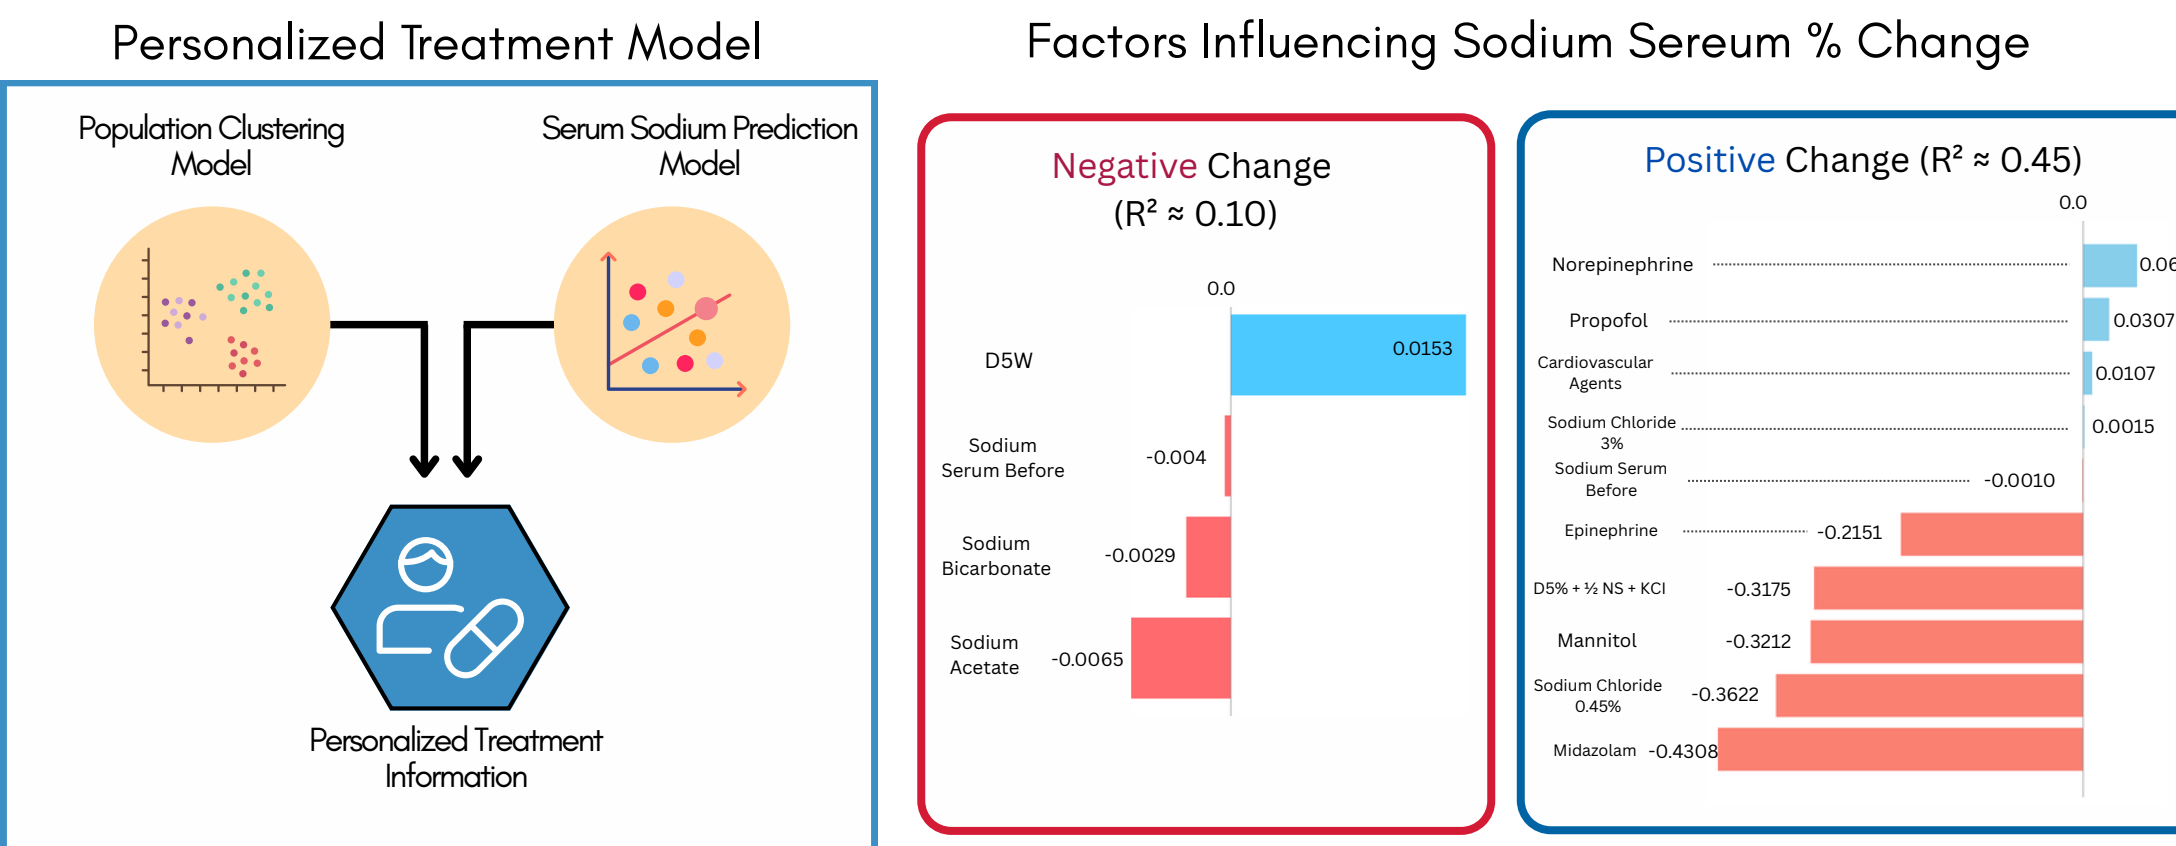 Personalized Treatment Model
Population Clustering
Model
Serum Sodium Prediction
Model
Personalized Treatment
Information
Factors Influencing Sodium Sereum % Change
Negative Change
(R² ≈ 0.10)
0.0
D5W
0.0153
Sodium
Serum Before
-0.004
Sodium
Bicarbonate
-0.0029
Sodium
Acetate
-0.0065
Positive Change (R² ≈ 0.45)
0.0
Norepinephrine
0.06
Propofol
0.0307
Cardiovascular
Agents
0.0107
Sodium Chloride
3%
0.0015
Sodium Serum
Before
-0.0010
Epinephrine
-0.2151
D5% + ½ NS + KCl
-0.3175
Mannitol
-0.3212
Sodium Chloride
0.45%
-0.3622
Midazolam
-0.4308